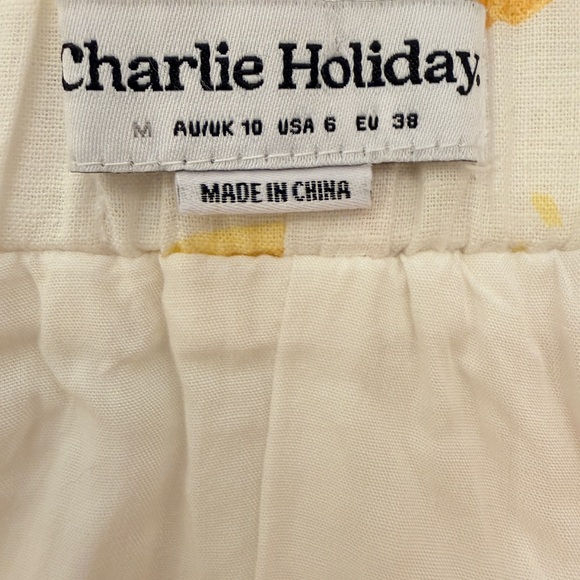 Charlie Holiday.
M AU/UK 10 USA 6 EU 38
MADE IN CHINA